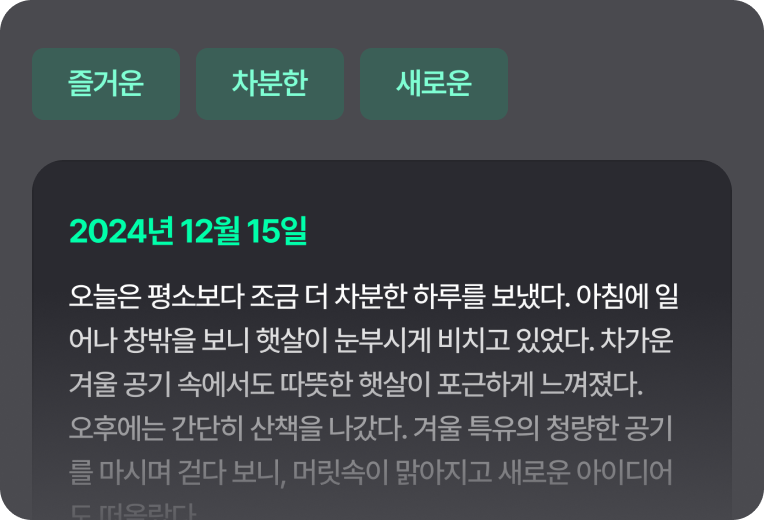 즐거운
차분한
새로운
2024년 12월 15일
오늘은 평소보다 조금 더 차분한 하루를 보냈다. 아침에 일
어나 창밖을 보니 햇살이 눈부시게 비치고 있었다. 차가운
겨울 공기 속에서도 따뜻한 햇살이 포근하게 느껴졌다.
오후에는 간단히 산책을 나갔다. 겨울 특유의 청량한 공기
를 마시며 걷다 보니, 머릿속이 맑아지고 새로운 아이디어
도 떠올랐다